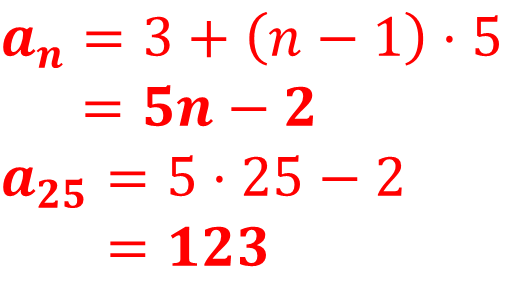 aₙ = 3 + (n − 1) · 5
= 5n − 2
a₂₅ = 5 · 25 − 2
= 123